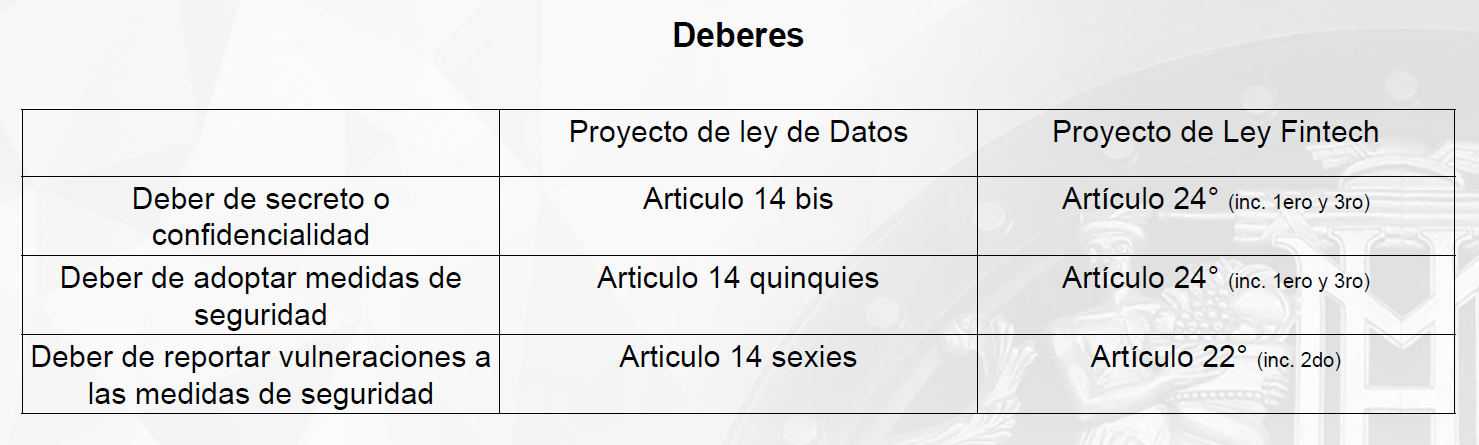 Deberes
Proyecto de ley de Datos
Proyecto de Ley Fintech
Deber de secreto o
confidencialidad
Articulo 14 bis
Artículo 24° (inc. 1ero y 3ro)
Deber de adoptar medidas de
seguridad
Articulo 14 quinquies
Artículo 24° (inc. 1ero y 3ro)
Deber de reportar vulneraciones a
las medidas de seguridad
Articulo 14 sexies
Artículo 22° (inc. 2do)